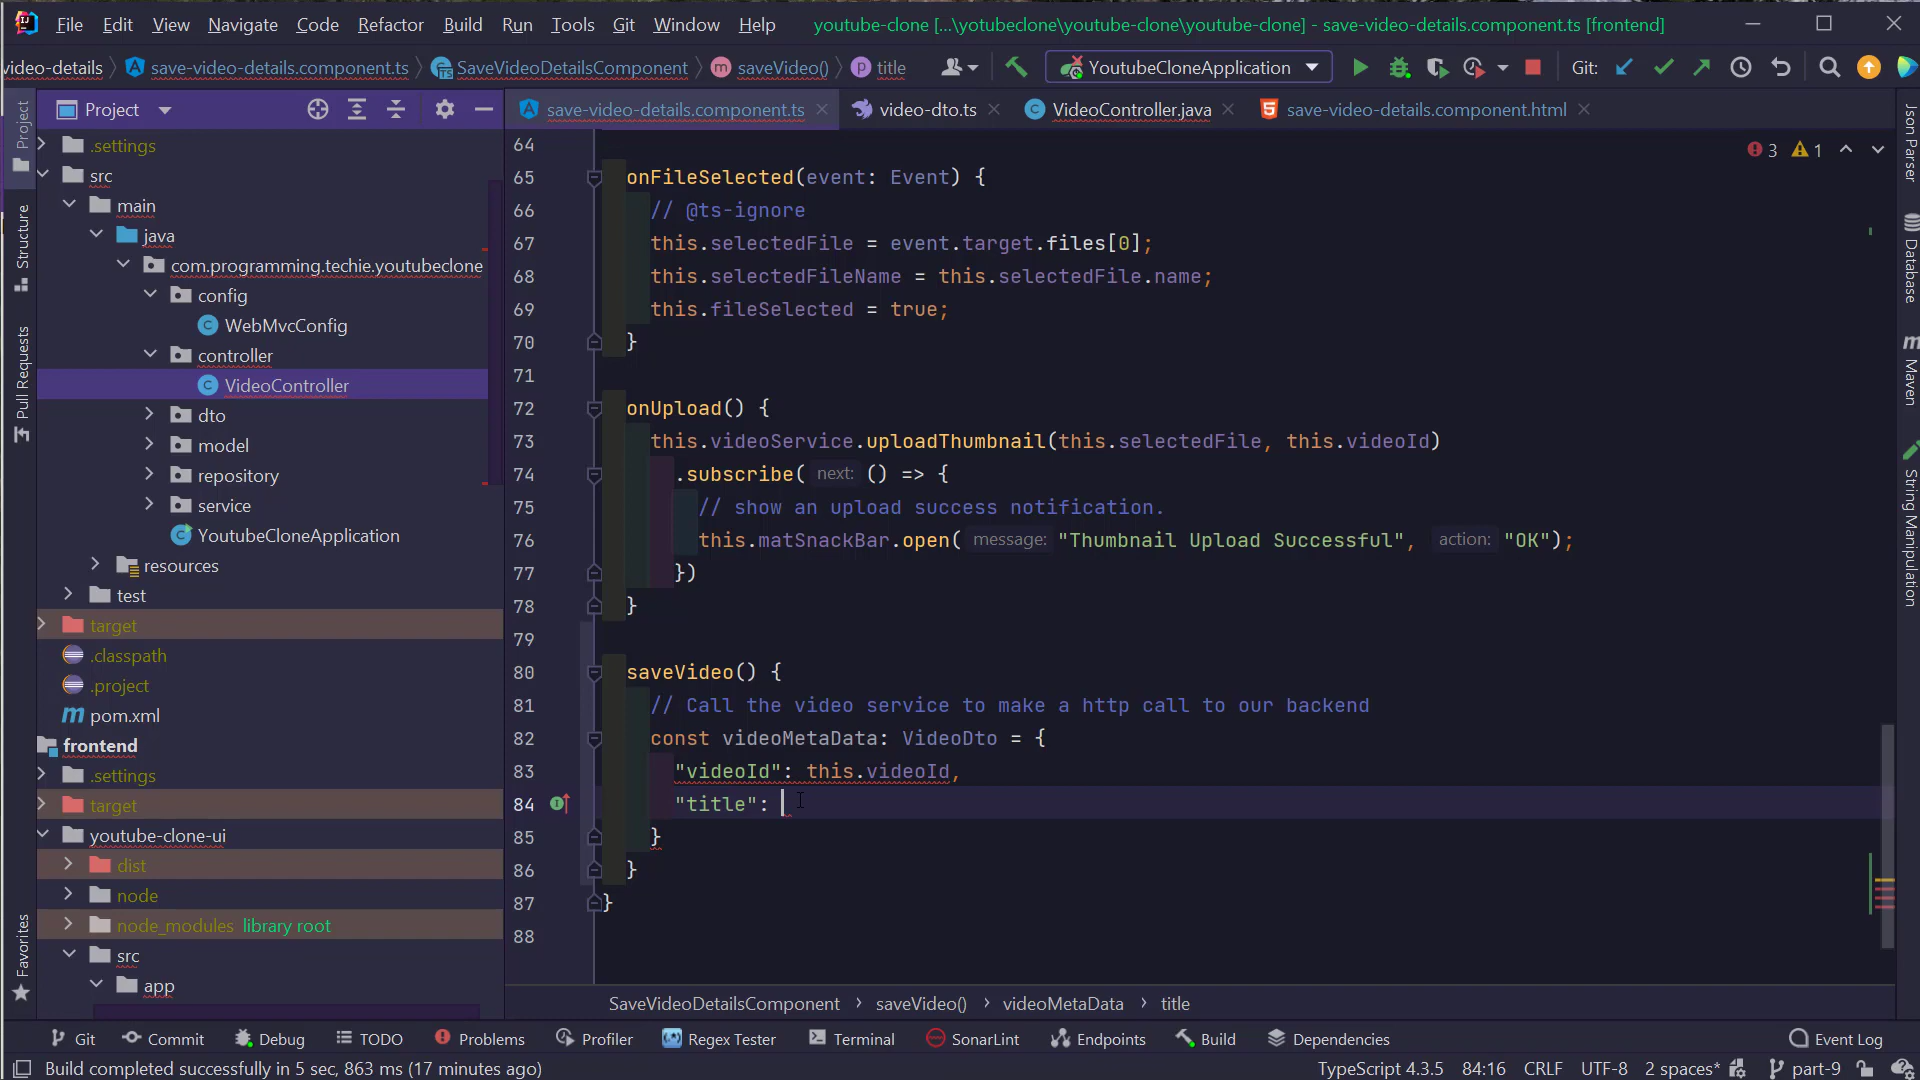 File Edit View Navigate Code Refactor Build Run Tools Git Window Help youtube-clone [...\yotubeclone\youtube-clone\youtube-clone] - save-video-details.component.ts [frontend]
video-details save-video-details.component.ts SaveVideoDetailsComponent saveVideo() title YoutubeCloneApplication Git:
Project save-video-details.component.ts video-dto.ts VideoController.java save-video-details.component.html
Project
Structure
Pull Requests
Favorites
.settings
src
main
java
com.programming.techie.youtubeclone
config
WebMvcConfig
controller
VideoController
dto
model
repository
service
YoutubeCloneApplication
resources
test
target
.classpath
.project
pom.xml
frontend
.settings
target
youtube-clone-ui
dist
node
node_modules library root
src
app
3 1
64
65 onFileSelected(event: Event) {
66 // @ts-ignore
67 this.selectedFile = event.target.files[0];
68 this.selectedFileName = this.selectedFile.name;
69 this.fileSelected = true;
70 }
71
72 onUpload() {
73 this.videoService.uploadThumbnail(this.selectedFile, this.videoId)
74 .subscribe( next: () => {
75 // show an upload success notification.
76 this.matSnackBar.open( message: "Thumbnail Upload Successful", action: "OK");
77 })
78 }
79
80 saveVideo() {
81 // Call the video service to make a http call to our backend
82 const videoMetaData: VideoDto = {
83 "videoId": this.videoId,
84 "title":
85 }
86 }
87 }
88
Json Parser
Database
Maven
String Manipulation
SaveVideoDetailsComponent saveVideo() videoMetaData title
Git Commit Debug TODO Problems Profiler Regex Tester Terminal SonarLint Endpoints Build Dependencies Event Log
Build completed successfully in 5 sec, 863 ms (17 minutes ago) TypeScript 4.3.5 84:16 CRLF UTF-8 2 spaces* part-9